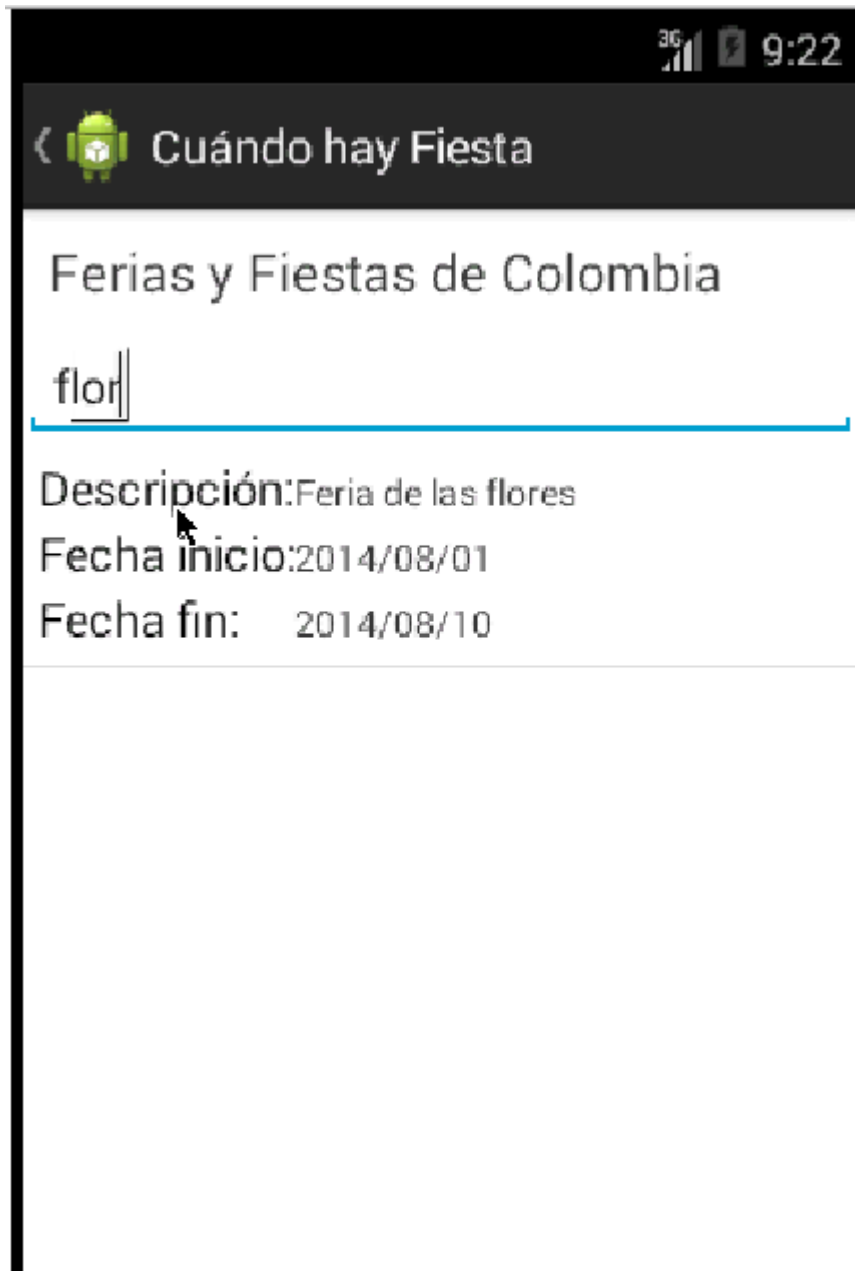 3G 9:22
Cuándo hay Fiesta
Ferias y Fiestas de Colombia
flor
Descripción: Feria de las flores
Fecha inicio: 2014/08/01
Fecha fin: 2014/08/10